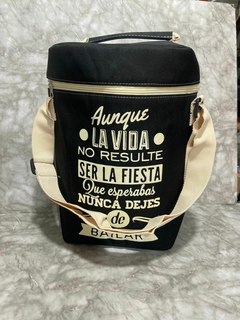 Aunque
LA VIDA
NO RESULTE
SER LA FIESTA
Que esperabas
NUNCA DEJES
de
BAILAR